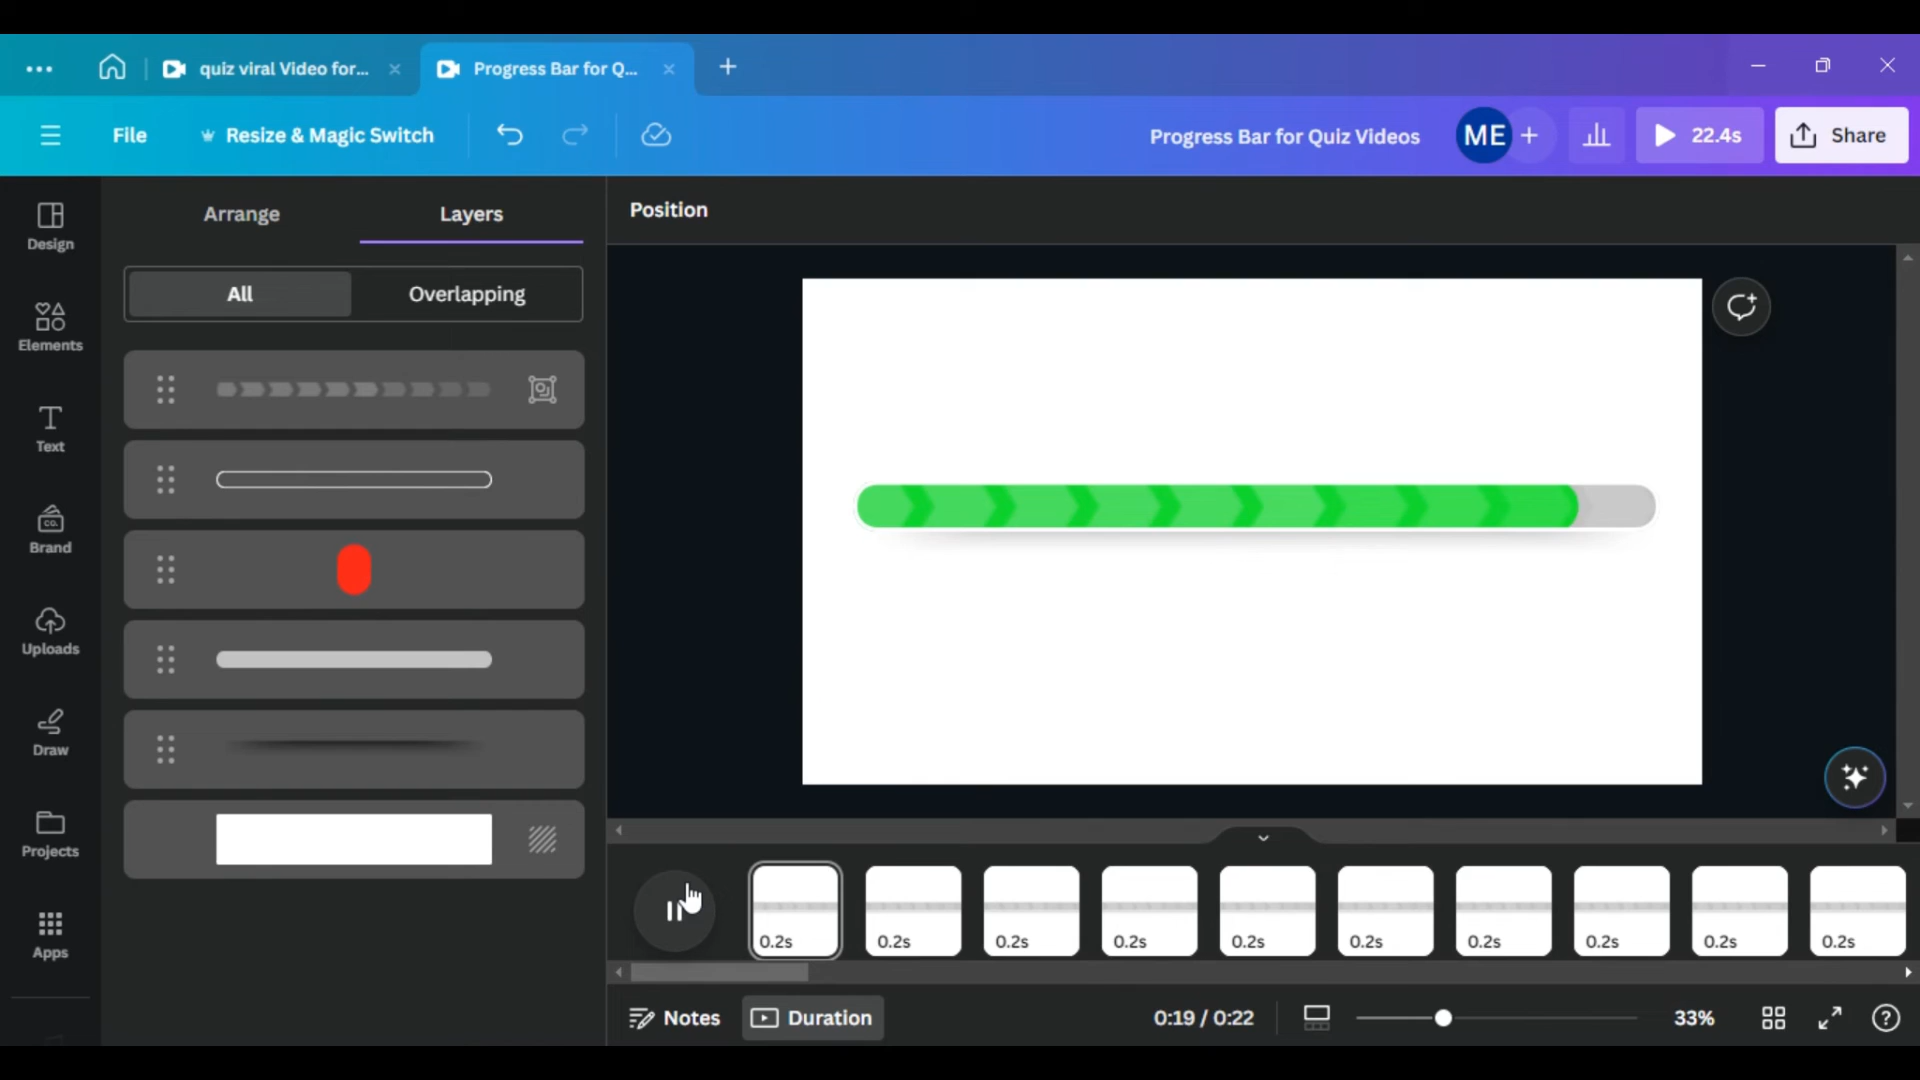 quiz viral Video for...
Progress Bar for Q...
File
Resize & Magic Switch
Progress Bar for Quiz Videos
ME
22.4s
Share
Design
Elements
Text
CO.
Brand
Uploads
Draw
Projects
Apps
Arrange
Layers
All
Overlapping
Position
0.2s
0.2s
0.2s
0.2s
0.2s
0.2s
0.2s
0.2s
0.2s
0.2s
Notes
Duration
0:19 / 0:22
33%